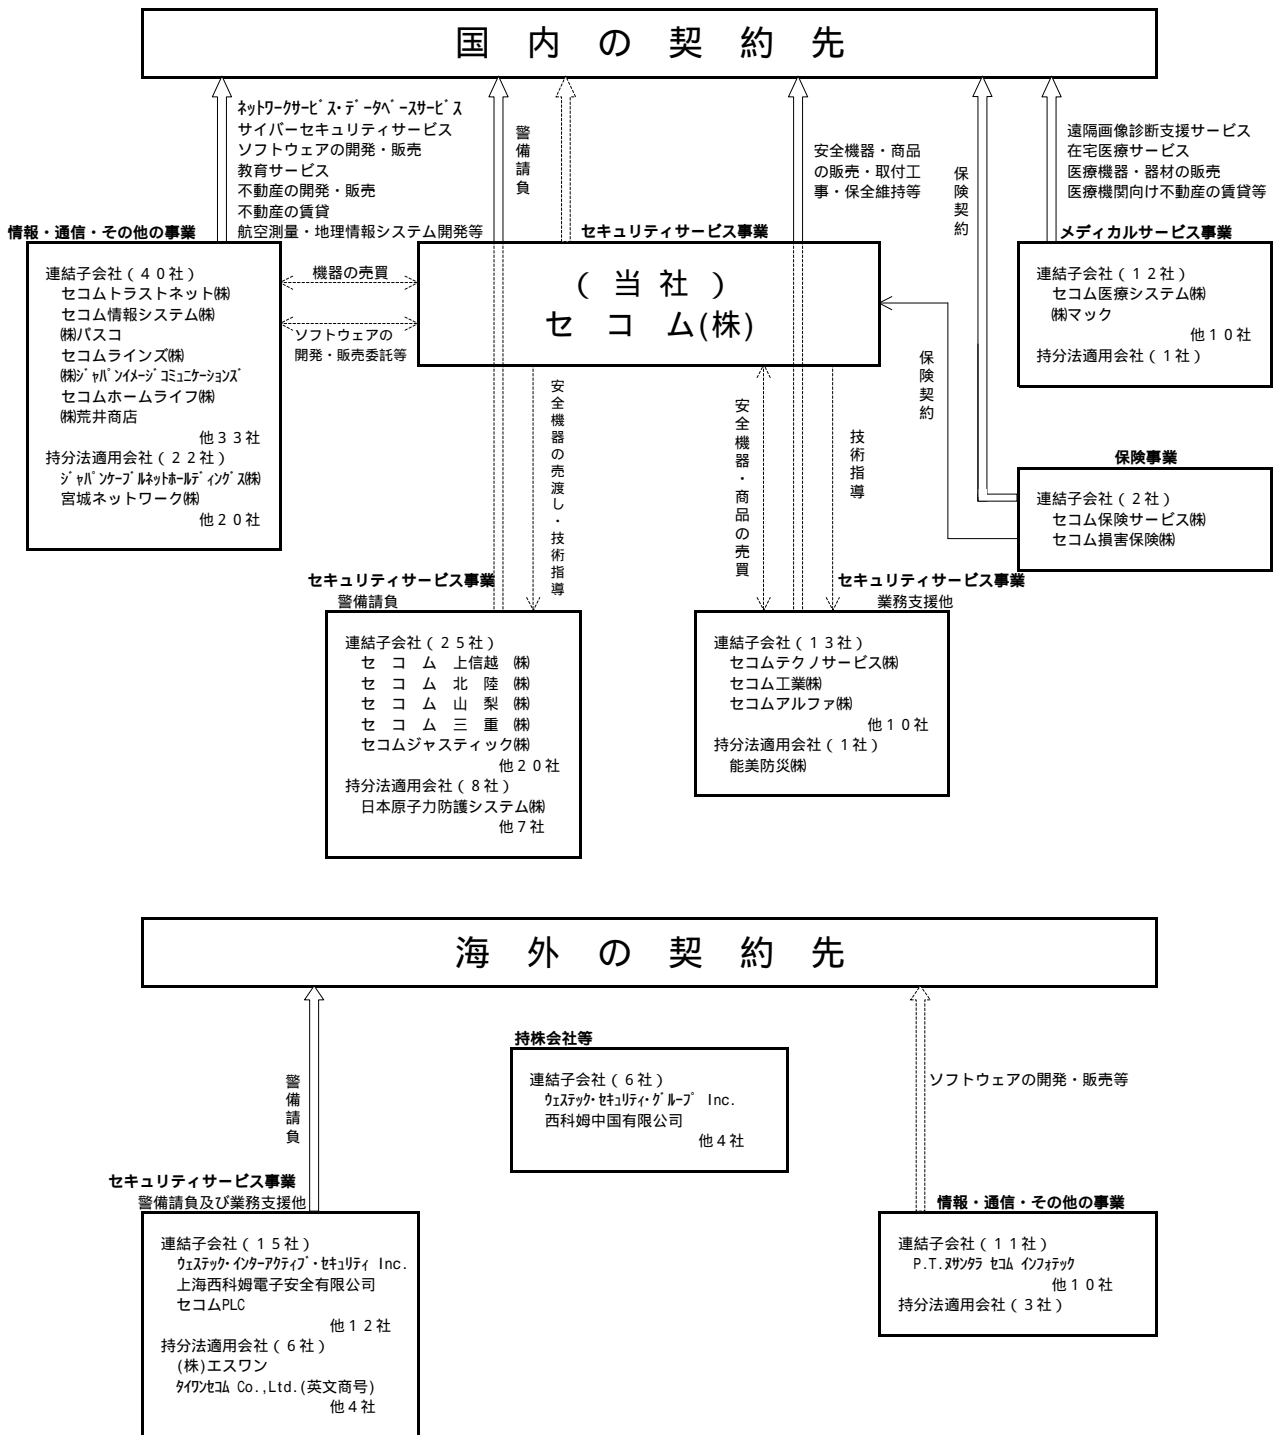 国内の契約先
ネットワークサービス・データベースサービス
サイバーセキュリティサービス
ソフトウェアの開発・販売
教育サービス
不動産の開発・販売
不動産の賃貸
航空測量・地理情報システム開発等
警備請負
安全機器・商品
の販売・取付工
事・保全維持等
保険契約
遠隔画像診断支援サービス
在宅医療サービス
医療機器・器材の販売
医療機関向け不動産の賃貸等
情報・通信・その他の事業
連結子会社(40社)
セコムトラストネット㈱
セコム情報システム㈱
㈱パスコ
セコムラインズ㈱
㈱ジャパンイメージコミュニケーションズ
セコムホームライフ㈱
㈱荒井商店
他33社
持分法適用会社(22社)
ジャパンケーブルネットホールディングス㈱
宮城ネットワーク㈱
他20社
機器の売買
ソフトウェアの
開発・販売委託等
セキュリティサービス事業
(当社)
セコム(株)
メディカルサービス事業
連結子会社(12社)
セコム医療システム㈱
㈱マック
他10社
持分法適用会社(1社)
保険契約
保険事業
連結子会社(2社)
セコム保険サービス㈱
セコム損害保険㈱
安全機器の売渡し・技術指導
安全機器・商品の売買
技術指導
セキュリティサービス事業
警備請負
連結子会社(25社)
セコム上信越㈱
セコム北陸㈱
セコム山梨㈱
セコム三重㈱
セコムジャスティック㈱
他20社
持分法適用会社(8社)
日本原子力防護システム㈱
他7社
セキュリティサービス事業
業務支援他
連結子会社(13社)
セコムテクノサービス㈱
セコム工業㈱
セコムアルファ㈱
他10社
持分法適用会社(1社)
能美防災㈱
海外の契約先
警備請負
持株会社等
連結子会社(6社)
ウェステック・セキュリティ・グループ Inc.
西科姆中国有限公司
他4社
ソフトウェアの開発・販売等
セキュリティサービス事業
警備請負及び業務支援他
連結子会社(15社)
ウェステック・インターアクティブ・セキュリティ Inc.
上海西科姆電子安全有限公司
セコムPLC
他12社
持分法適用会社(6社)
(株)エスワン
タイワンセコム Co.,Ltd.(英文商号)
他4社
情報・通信・その他の事業
連結子会社(11社)
P.T.ヌサンタラ セコム インフォテック
他10社
持分法適用会社(3社)